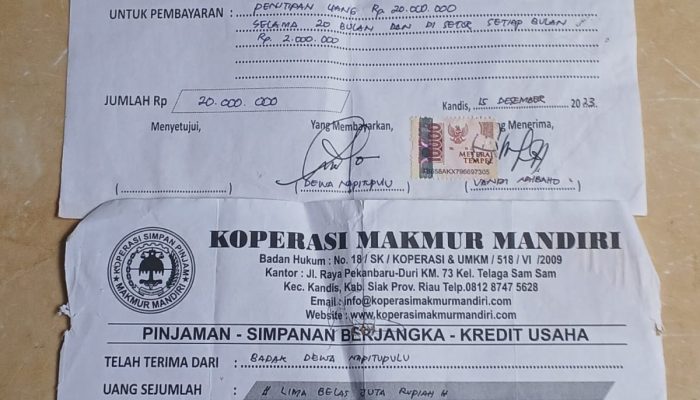 UNTUK PEMBAYARAN : PENITIPAN UANG Rp 20.000.000
SELAMA 20 BULAN DAN DI SETOR SETIAP BULAN
Rp. 2.000.000
JUMLAH Rp 20.000.000
Kandis, 15 DESEMBER 2023
Menyetujui, Yang Membayarkan, Yang Menerima,
10000
METERAI
TEMPEL
(                    ) ( DEWA NAPITUPULU ) ( VANDI NAIBAHO )
KOPERASI SIMPAN PINJAM
MAKMUR MANDIRI
KOPERASI MAKMUR MANDIRI
Badan Hukum : No. 18 / SK / KOPERASI & UMKM / 518 / VI /2009
Kantor : Jl. Raya Pekanbaru-Duri KM. 73 Kel. Telaga Sam Sam
Kec. Kandis, Kab. Siak Prov. Riau Telp.0812 8747 5628
Email : info@koperasimakmurmandiri.com
Website : www.koperasimakmurmandiri.com
PINJAMAN - SIMPANAN BERJANGKA - KREDIT USAHA
TELAH TERIMA DARI : BAPAK DEWA NAPITUPULU
UANG SEJUMLAH : # LIMA BELAS JUTA RUPIAH #